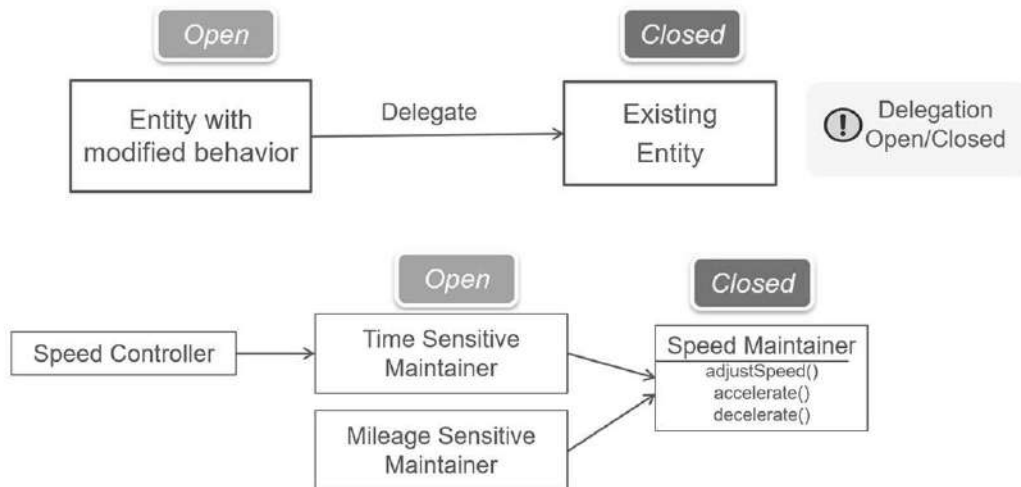 Open
Closed
Entity with
modified behavior
Delegate
Existing
Entity
! Delegation
Open/Closed
Open
Closed
Speed Controller
Time Sensitive
Maintainer
Speed Maintainer
adjustSpeed()
accelerate()
decelerate()
Mileage Sensitive
Maintainer